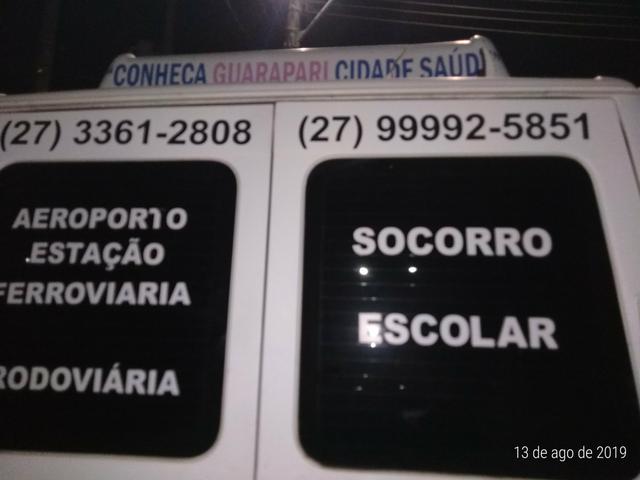 CONHECA GUARAPARI CIDADE SAÚD
(27) 3361-2808
(27) 99992-5851
AEROPORTO
ESTAÇÃO
FERROVIARIA
RODOVIÁRIA
SOCORRO
ESCOLAR
13 de ago de 2019